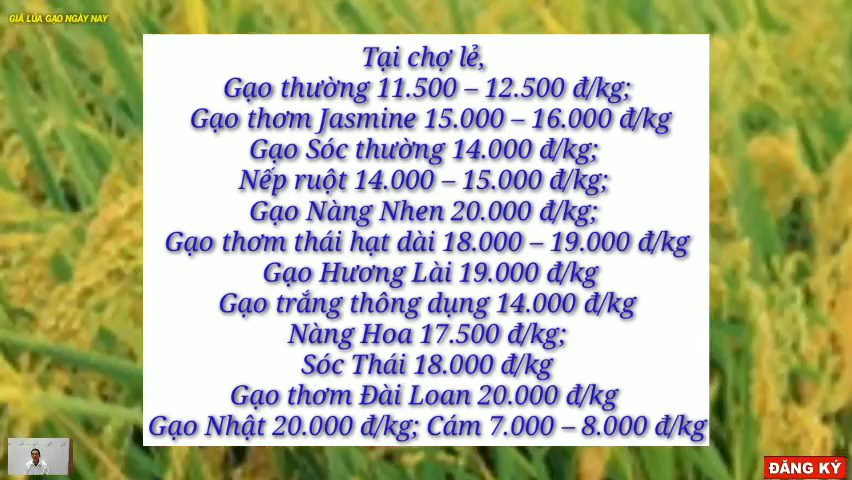 GIÁ LÚA GẠO NGÀY NAY
Tại chợ lẻ,
Gạo thường 11.500 – 12.500 đ/kg;
Gạo thơm Jasmine 15.000 – 16.000 đ/kg
Gạo Sóc thường 14.000 đ/kg;
Nếp ruột 14.000 – 15.000 đ/kg;
Gạo Nàng Nhen 20.000 đ/kg;
Gạo thơm thái hạt dài 18.000 – 19.000 đ/kg
Gạo Hương Lài 19.000 đ/kg
Gạo trắng thông dụng 14.000 đ/kg
Nàng Hoa 17.500 đ/kg;
Sóc Thái 18.000 đ/kg
Gạo thơm Đài Loan 20.000 đ/kg
Gạo Nhật 20.000 đ/kg; Cám 7.000 – 8.000 đ/kg
ĐĂNG KÝ